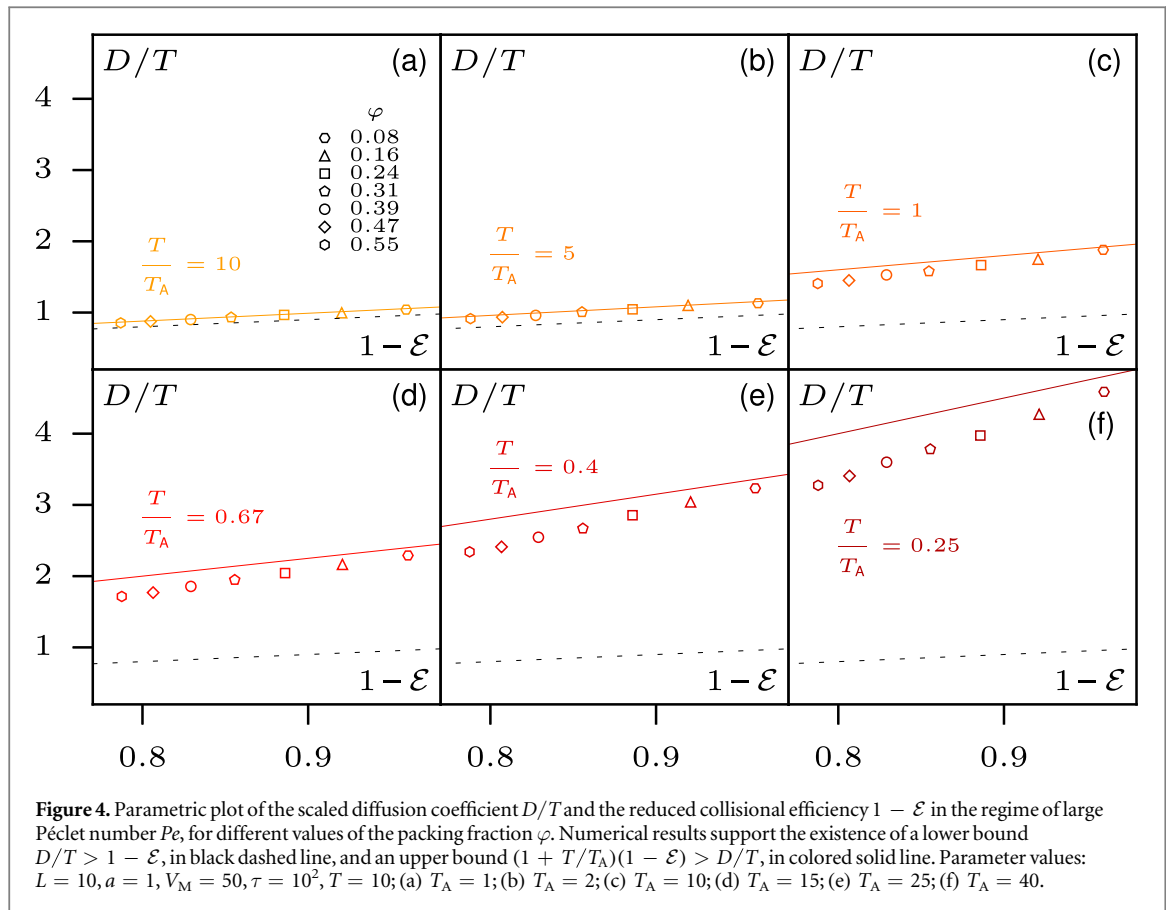 D/T (a) D/T (b) D/T (c)
4
φ
0.08
3
0.16
0.24
0.31
T/T_A = 1
0.39
2
0.47
T/T_A = 10
T/T_A = 5
0.55
1
1 − ℰ 1 − ℰ 1 − ℰ
D/T (d) D/T (e) D/T
(f)
4
T/T_A = 0.4
3
T/T_A = 0.67
T/T_A = 0.25
2
1
1 − ℰ 1 − ℰ 1 − ℰ
0.8 0.9 0.8 0.9 0.8 0.9
Figure 4. Parametric plot of the scaled diffusion coefficient D/T and the reduced collisional efficiency 1 − ℰ in the regime of large
Péclet number Pe, for different values of the packing fraction φ. Numerical results support the existence of a lower bound
D/T > 1 − ℰ, in black dashed line, and an upper bound (1 + T/T_A)(1 − ℰ) > D/T, in colored solid line. Parameter values:
L = 10, a = 1, V_M = 50, τ = 10², T = 10; (a) T_A = 1; (b) T_A = 2; (c) T_A = 10; (d) T_A = 15; (e) T_A = 25; (f) T_A = 40.